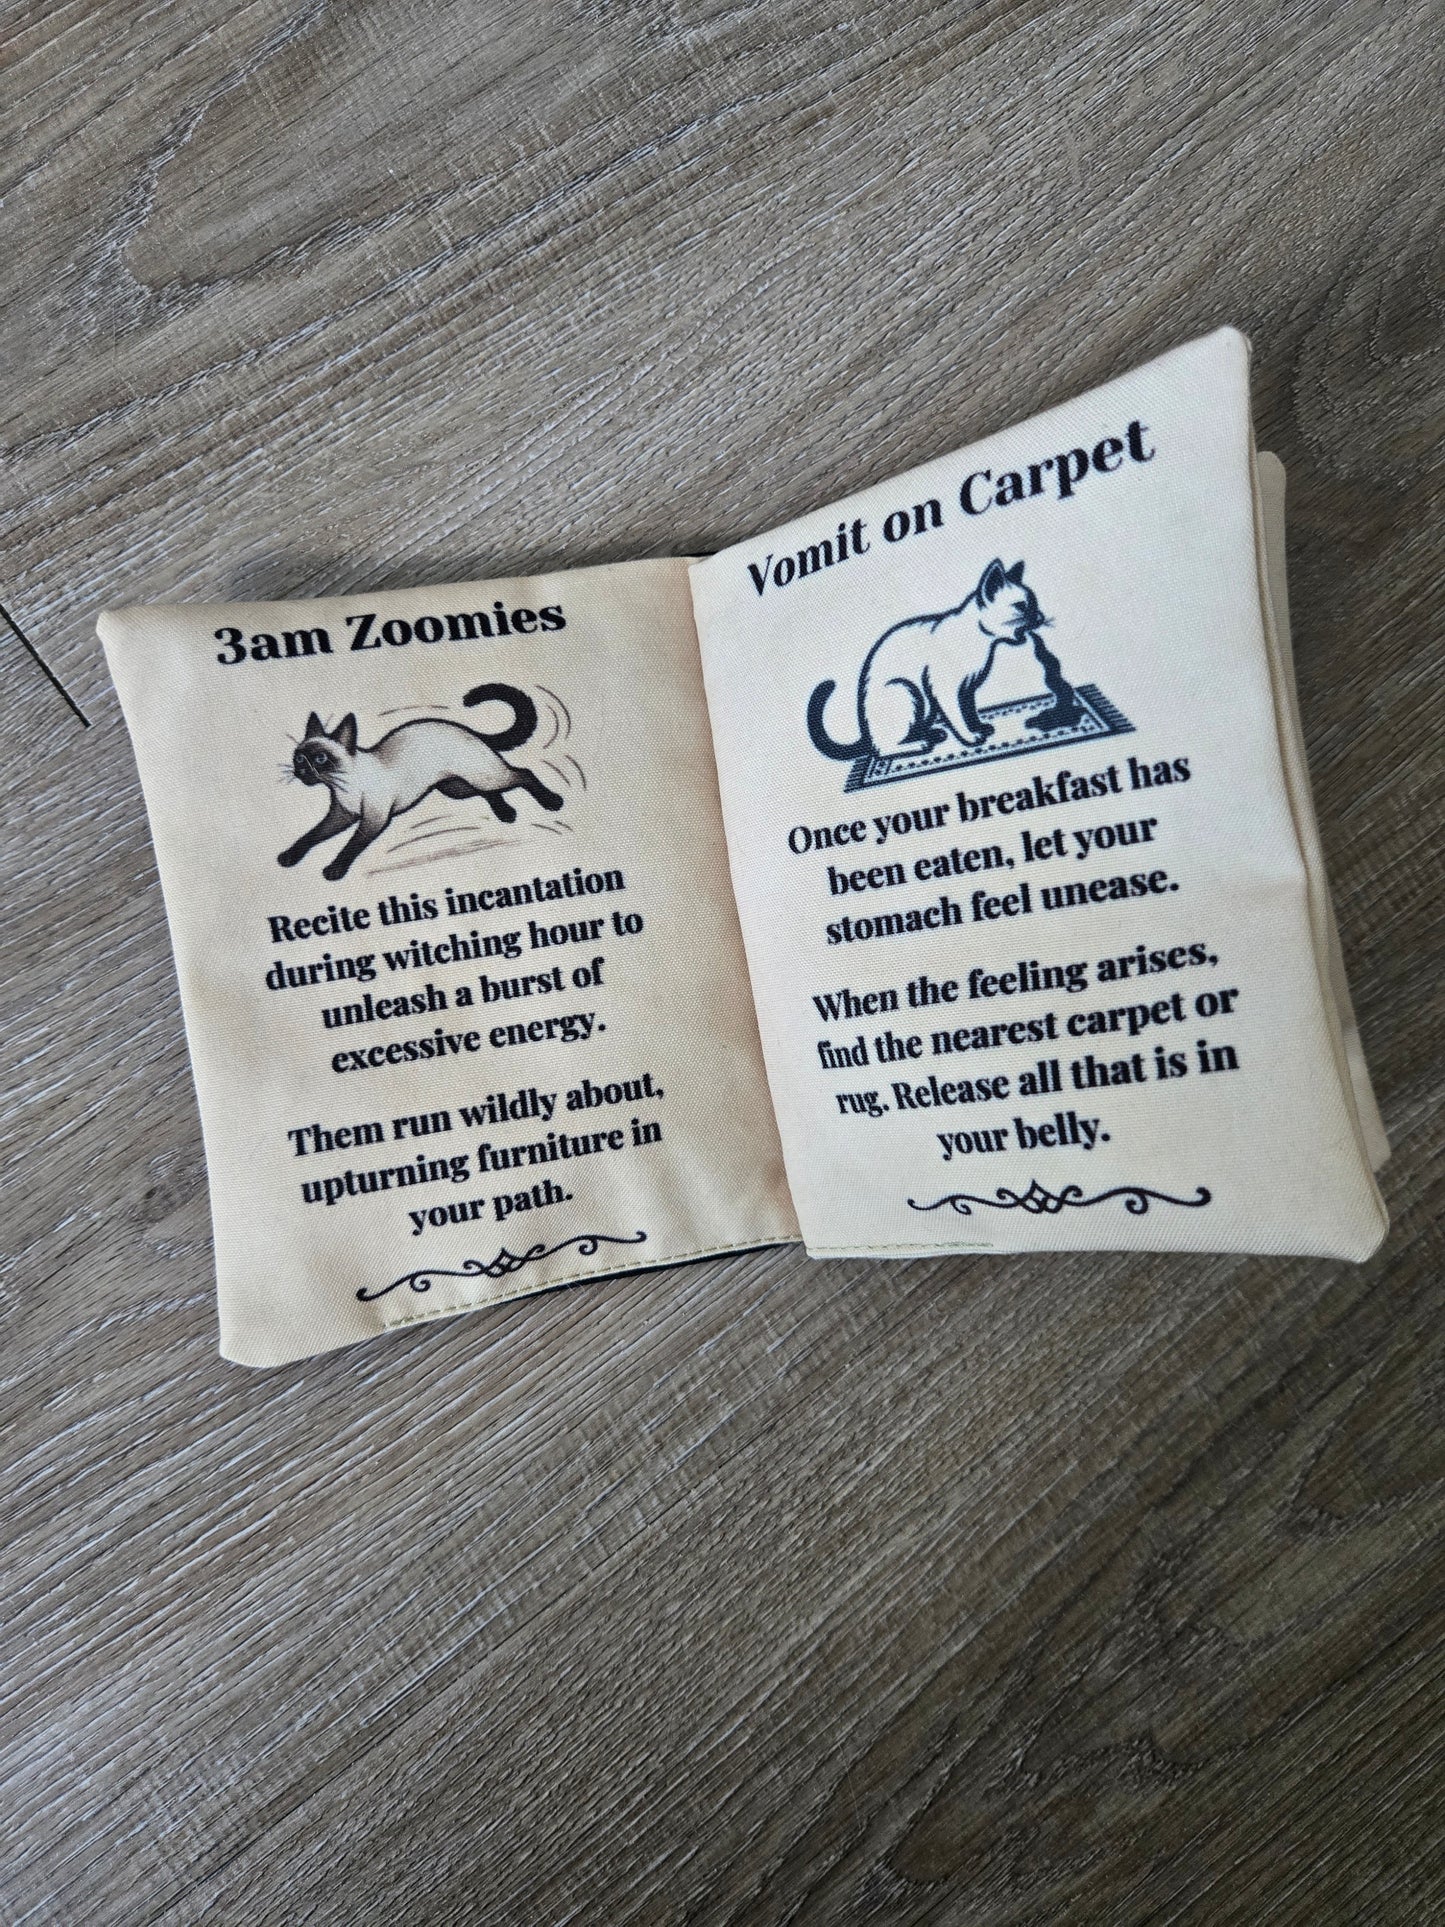 3am Zoomies
Recite this incantation
during witching hour to
unleash a burst of
excessive energy.
Them run wildly about,
upturning furniture in
your path.
Vomit on Carpet
Once your breakfast has
been eaten, let your
stomach feel unease.
When the feeling arises,
find the nearest carpet or
rug. Release all that is in
your belly.